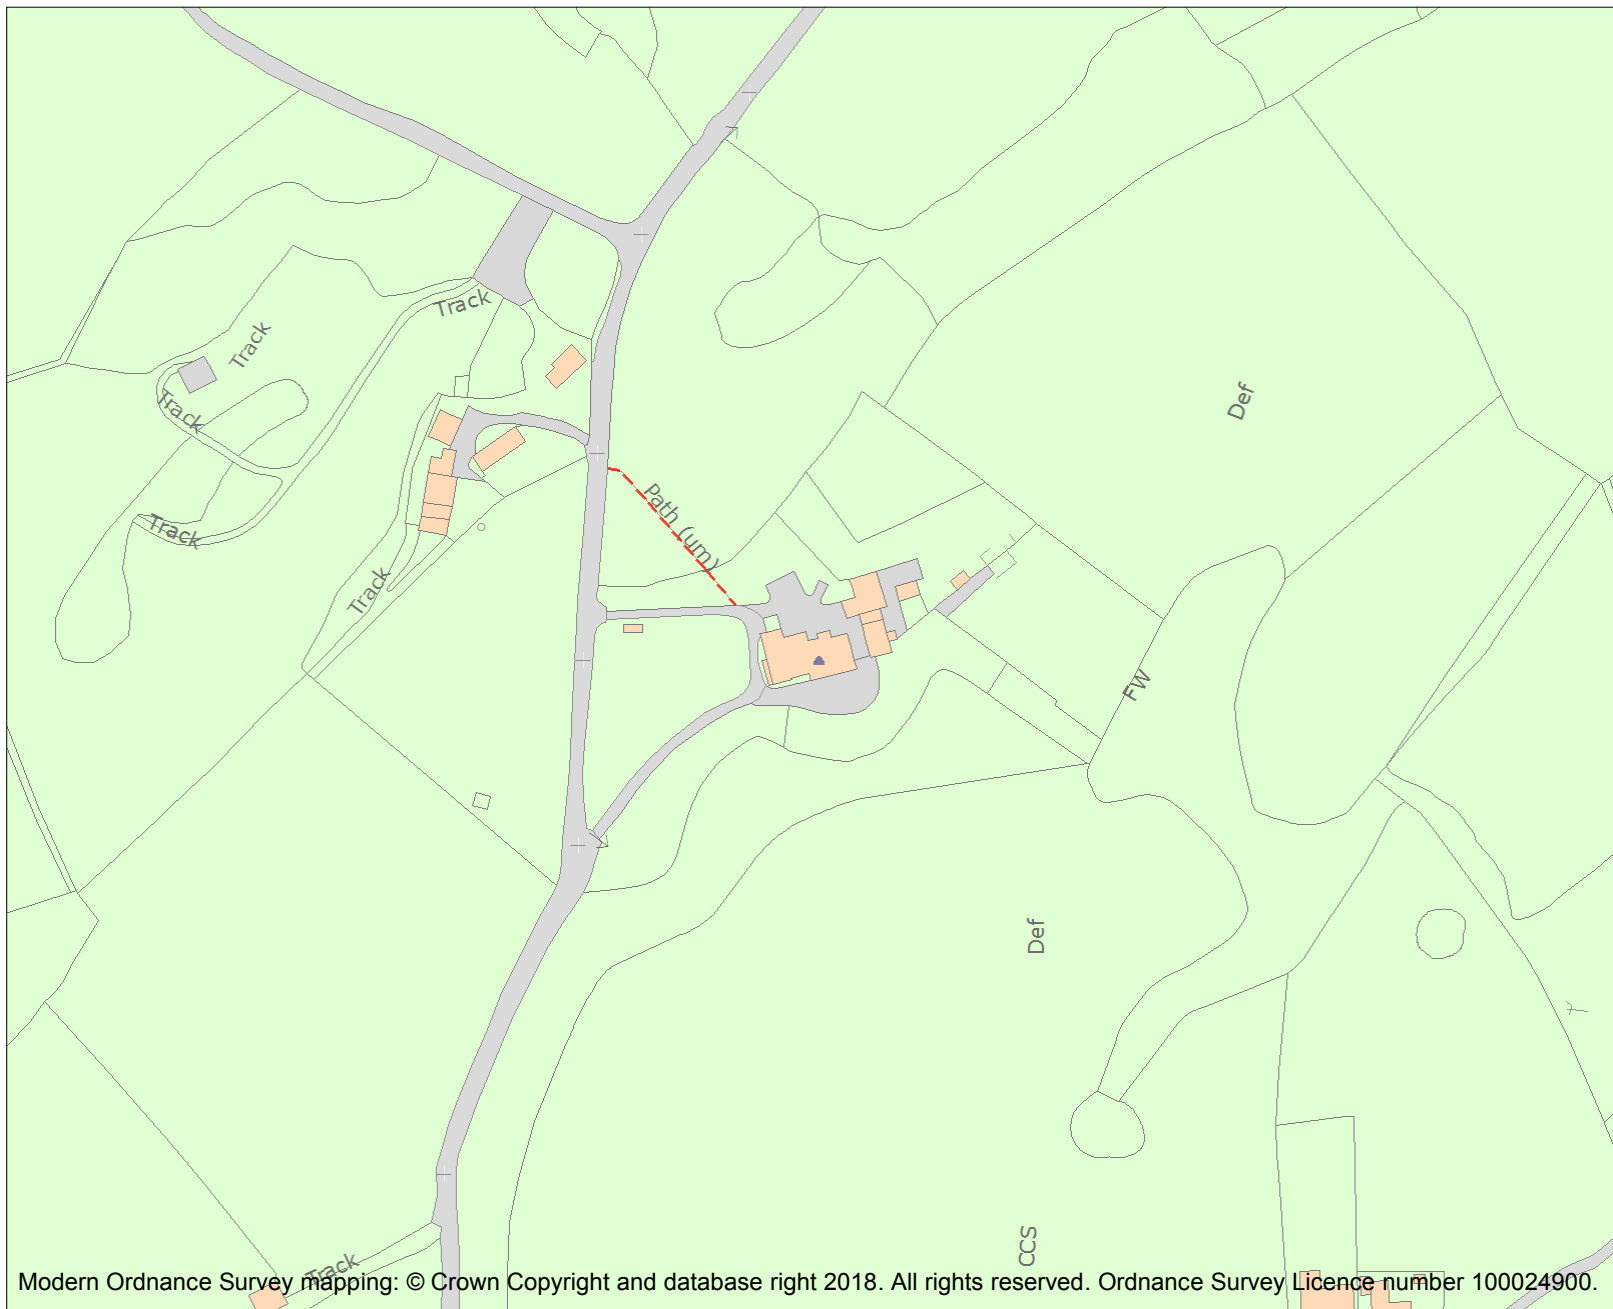 Track
Track
Def
Track
Path (um)
Track
Track
FW
Def
CCS
Track
Modern Ordnance Survey mapping: © Crown Copyright and database right 2018. All rights reserved. Ordnance Survey Licence number 100024900.